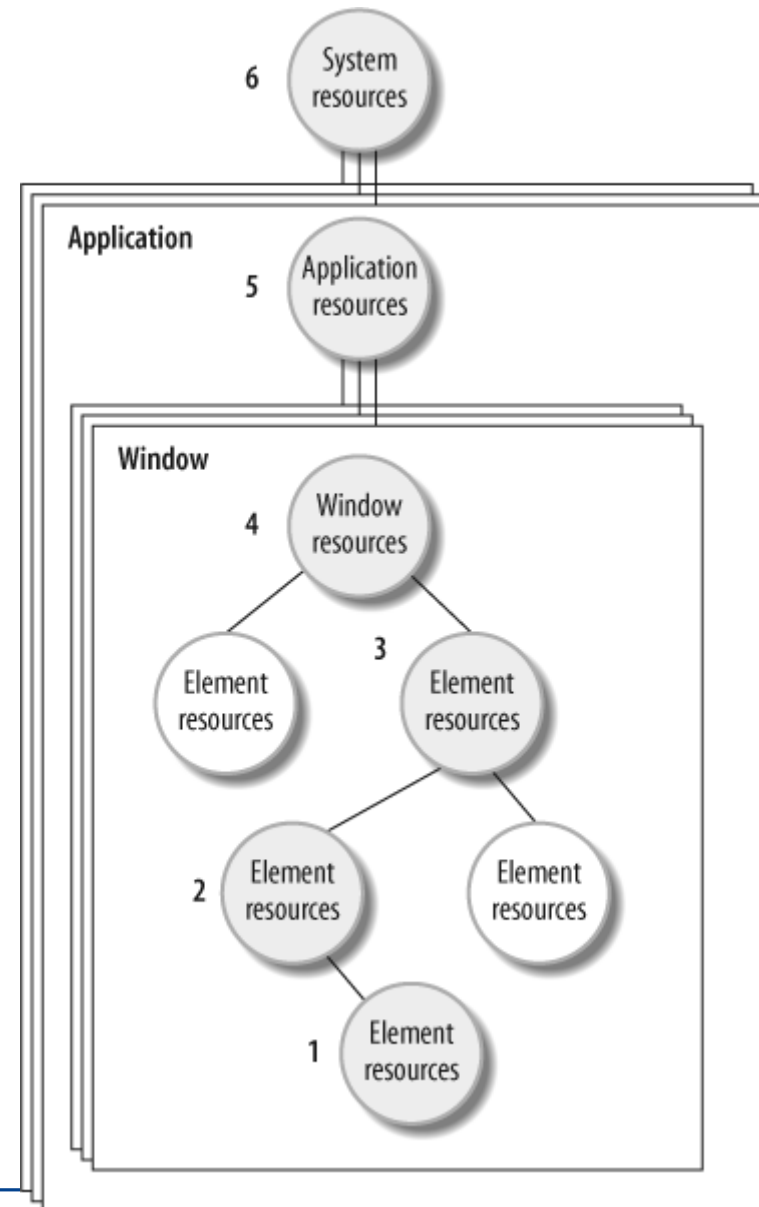 6
System
resources
Application
5
Application
resources
Window
4
Window
resources
3
Element
resources
Element
resources
2
Element
resources
Element
resources
1
Element
resources